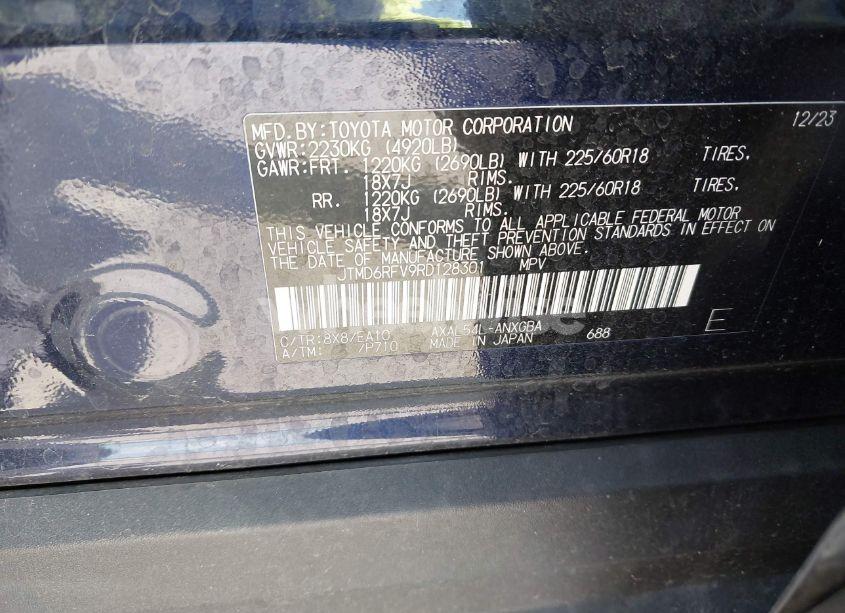 MFD.BY:TOYOTA MOTOR CORPORATION 12/23
GVWR:2230KG (4920LB)
GAWR:FRT. 1220KG (2690LB) WITH 225/60R18 TIRES.
18X7J RIMS.
RR. 1220KG (2690LB) WITH 225/60R18 TIRES.
18X7J RIMS.
THIS VEHICLE CONFORMS TO ALL APPLICABLE FEDERAL MOTOR
VEHICLE SAFETY AND THEFT PREVENTION STANDARDS IN EFFECT ON
THE DATE OF MANUFACTURE SHOWN ABOVE.
JTMD6RFV9RD128301 MPV
C/TR:8X8/EA10 AXAL54L-ANXGBA
A/TM: /P710 MADE IN JAPAN 688 E